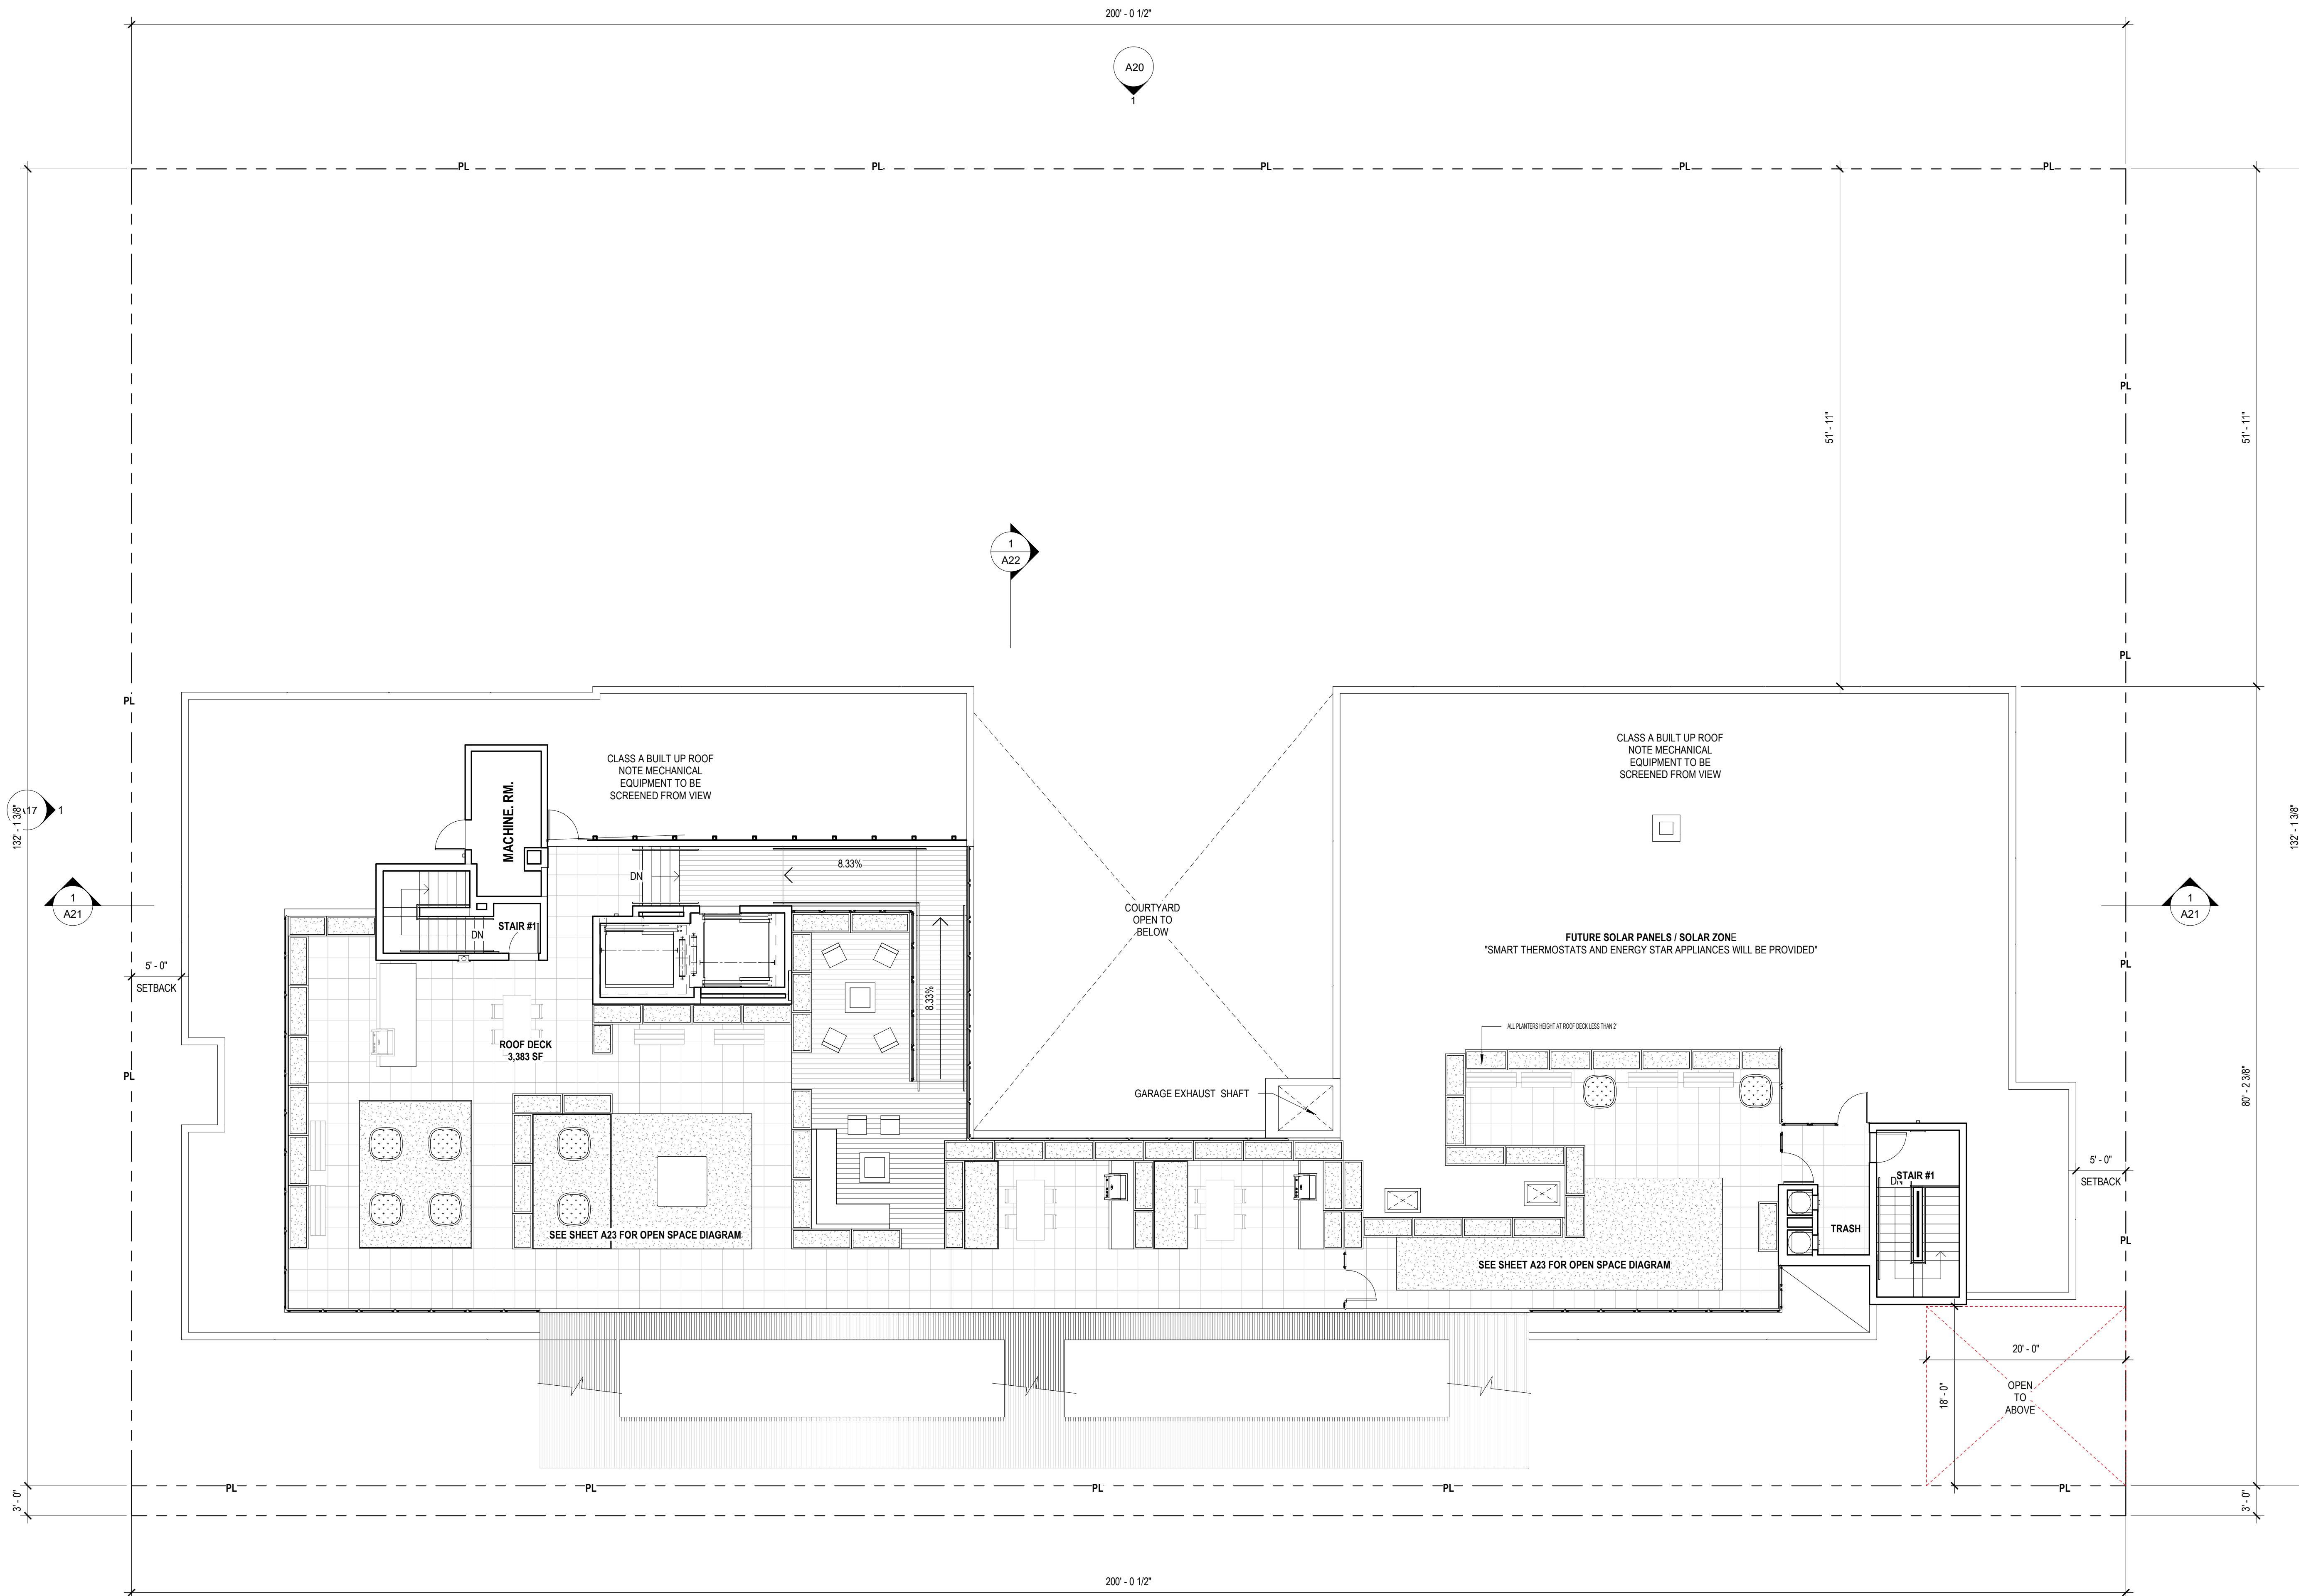 200' - 0 1/2"
A20
1
PL
PL
PL
PL
PL
PL
51' - 11"
51' - 11"
1
A22
PL
PL
CLASS A BUILT UP ROOF
NOTE MECHANICAL
EQUIPMENT TO BE
SCREENED FROM VIEW
CLASS A BUILT UP ROOF
NOTE MECHANICAL
EQUIPMENT TO BE
SCREENED FROM VIEW
MACHINE. RM.
132' - 1 3/8"
1
132' - 1 3/8"
8.33%
DN
1
A21
STAIR #1
DN
COURTYARD
OPEN TO
BELOW
1
A21
FUTURE SOLAR PANELS / SOLAR ZONE
"SMART THERMOSTATS AND ENERGY STAR APPLIANCES WILL BE PROVIDED"
PL
5' - 0"
SETBACK
8.33%
ALL PLANTERS HEIGHT AT ROOF DECK LESS THAN 2'
ROOF DECK
3,383 SF
PL
GARAGE EXHAUST SHAFT
80' - 2 3/8"
5' - 0"
SETBACK
STAIR #1
TRASH
SEE SHEET A23 FOR OPEN SPACE DIAGRAM
PL
SEE SHEET A23 FOR OPEN SPACE DIAGRAM
20' - 0"
OPEN
TO
ABOVE
18' - 0"
PL
PL
PL
PL
PL
3' - 0"
3' - 0"
200' - 0 1/2"